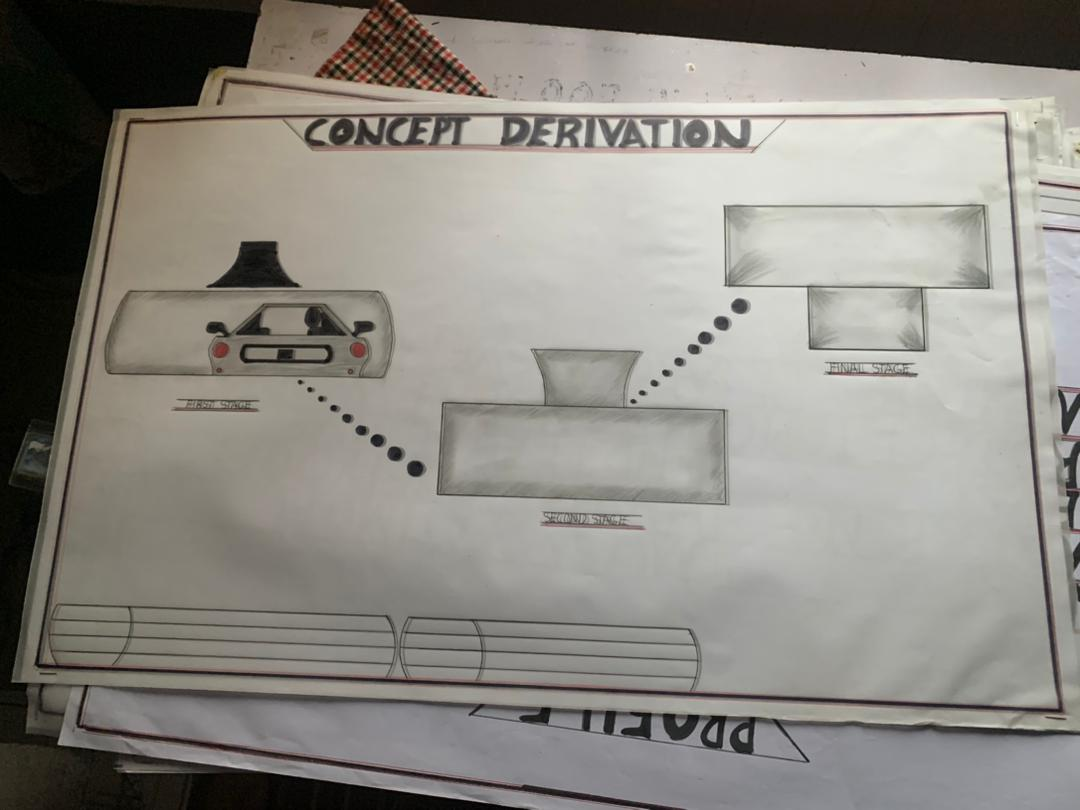 CONCEPT DERIVATION
FIRST STAGE
SECOND STAGE
FINAL STAGE
PROFILE